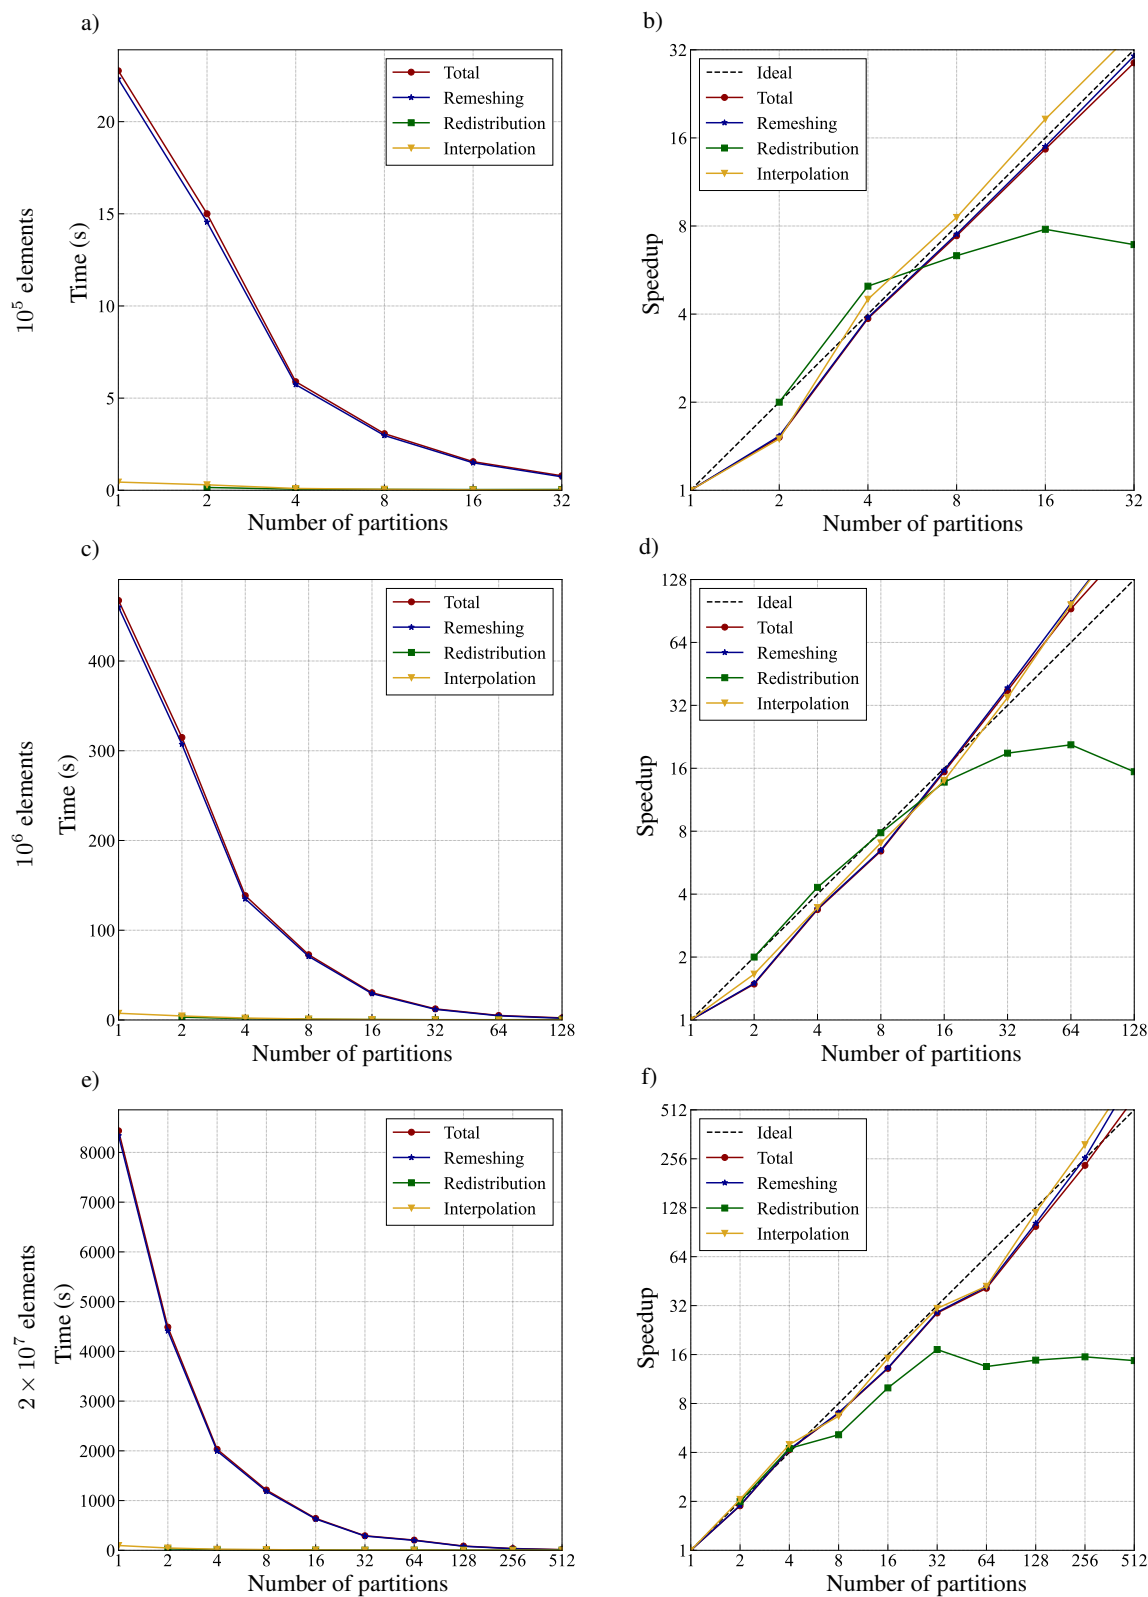 a)
10⁵ elements
Time (s)
20
15
10
5
0
1
2
4
8
16
32
Number of partitions
Total
Remeshing
Redistribution
Interpolation
b)
Speedup
32
16
8
4
2
1
1
2
4
8
16
32
Number of partitions
Ideal
Total
Remeshing
Redistribution
Interpolation
c)
10⁶ elements
Time (s)
400
300
200
100
0
1
2
4
8
16
32
64
128
Number of partitions
Total
Remeshing
Redistribution
Interpolation
d)
Speedup
128
64
32
16
8
4
2
1
1
2
4
8
16
32
64
128
Number of partitions
Ideal
Total
Remeshing
Redistribution
Interpolation
e)
2 × 10⁷ elements
Time (s)
8000
7000
6000
5000
4000
3000
2000
1000
0
1
2
4
8
16
32
64
128
256
512
Number of partitions
Total
Remeshing
Redistribution
Interpolation
f)
Speedup
512
256
128
64
32
16
8
4
2
1
1
2
4
8
16
32
64
128
256
512
Number of partitions
Ideal
Total
Remeshing
Redistribution
Interpolation